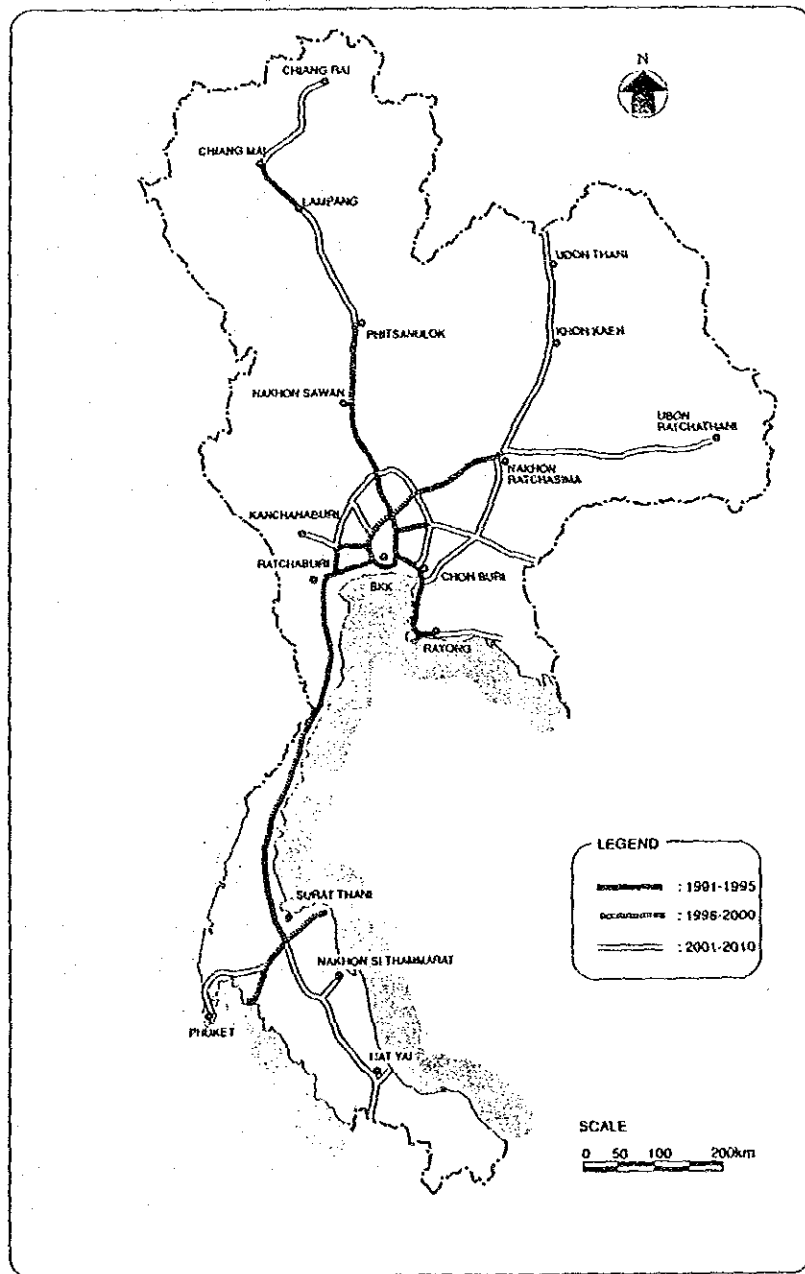 N
CHIANG RAI
CHIANG MAI
LAMPANG
UDON THANI
PHITSANULOK
KHON KAEN
NAKHON SAWAN
UBON
RATCHATHANI
NAKHON
RATCHASIMA
KANCHANABURI
RATCHABURI
BKK
CHON BURI
RAYONG
LEGEND
: 1991-1995
: 1996-2000
: 2001-2010
SURAT THANI
NAKHON SI THAMMARAT
PHUKET
HAT YAI
SCALE
0 50 100 200km